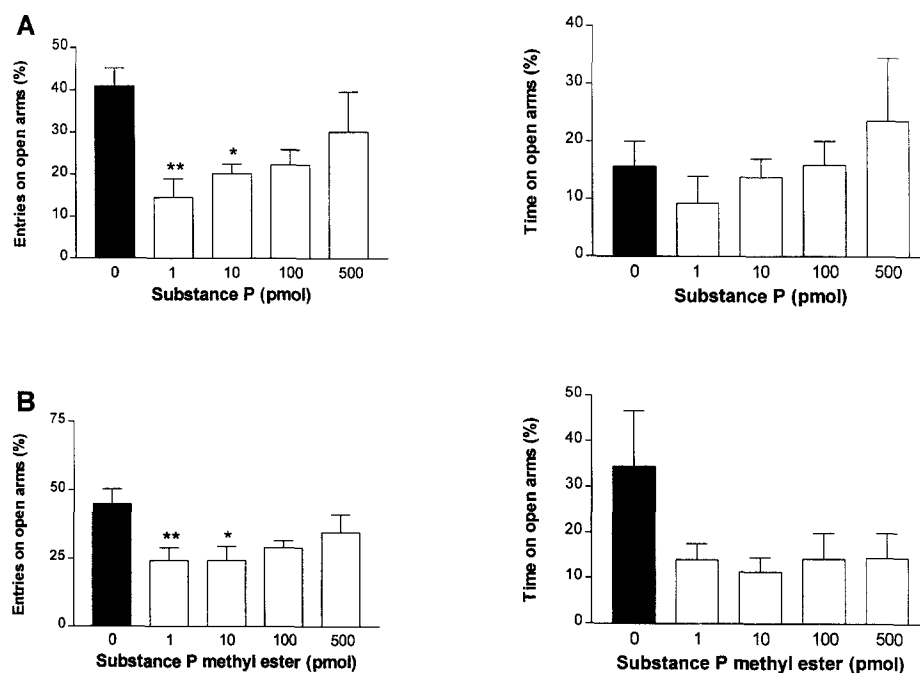 A
Entries on open arms (%)
50
40
30
20
10
0
** *
0 1 10 100 500
Substance P (pmol)
Time on open arms (%)
40
30
20
10
0
0 1 10 100 500
Substance P (pmol)
B
Entries on open arms (%)
75
50
25
0
** *
0 1 10 100 500
Substance P methyl ester (pmol)
Time on open arms (%)
50
40
30
20
10
0
0 1 10 100 500
Substance P methyl ester (pmol)